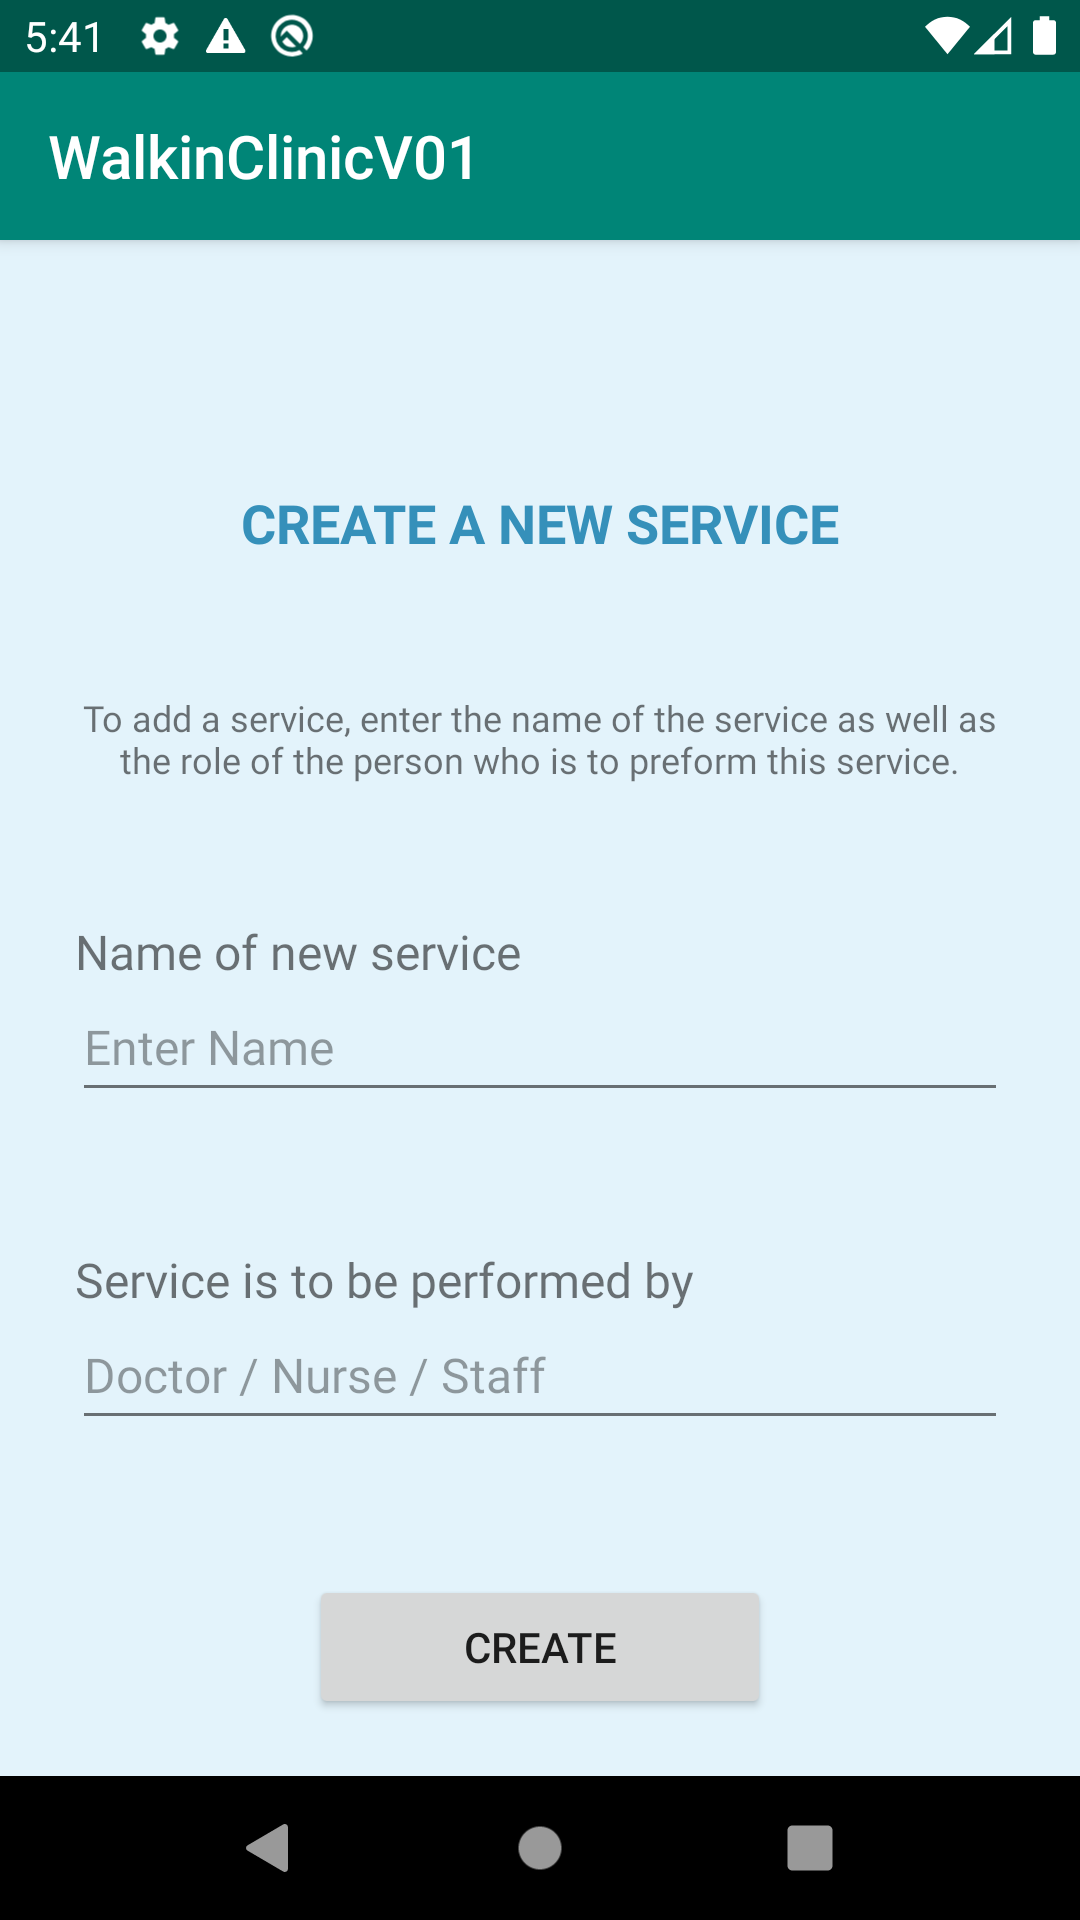 5:41
WalkinClinicV01
CREATE A NEW SERVICE
To add a service, enter the name of the service as well as
the role of the person who is to preform this service.
Name of new service
Enter Name
Service is to be performed by
Doctor / Nurse / Staff
CREATE